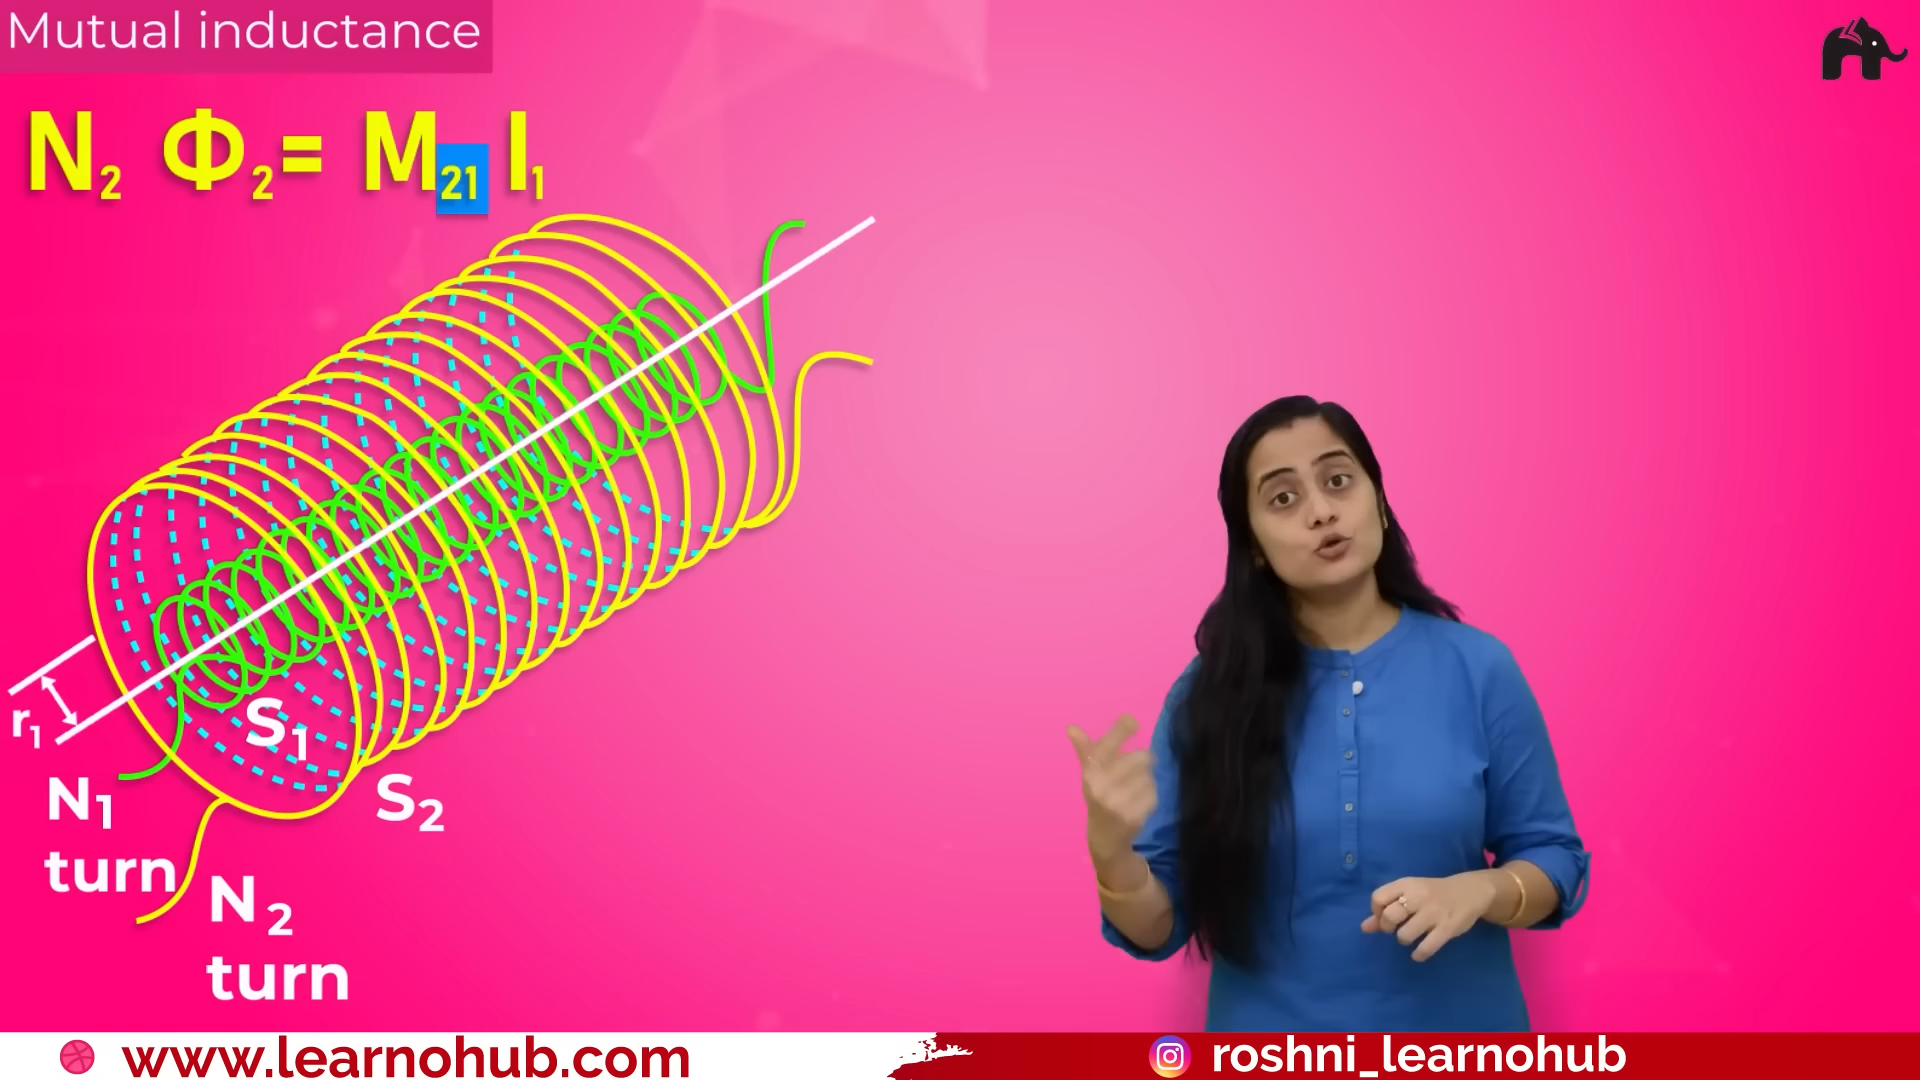 Mutual inductance
N₂ Φ₂ = M₂₁ I₁
r₁
S₁
N₁
turn
S₂
N₂
turn
www.learnohub.com
roshni_learnohub